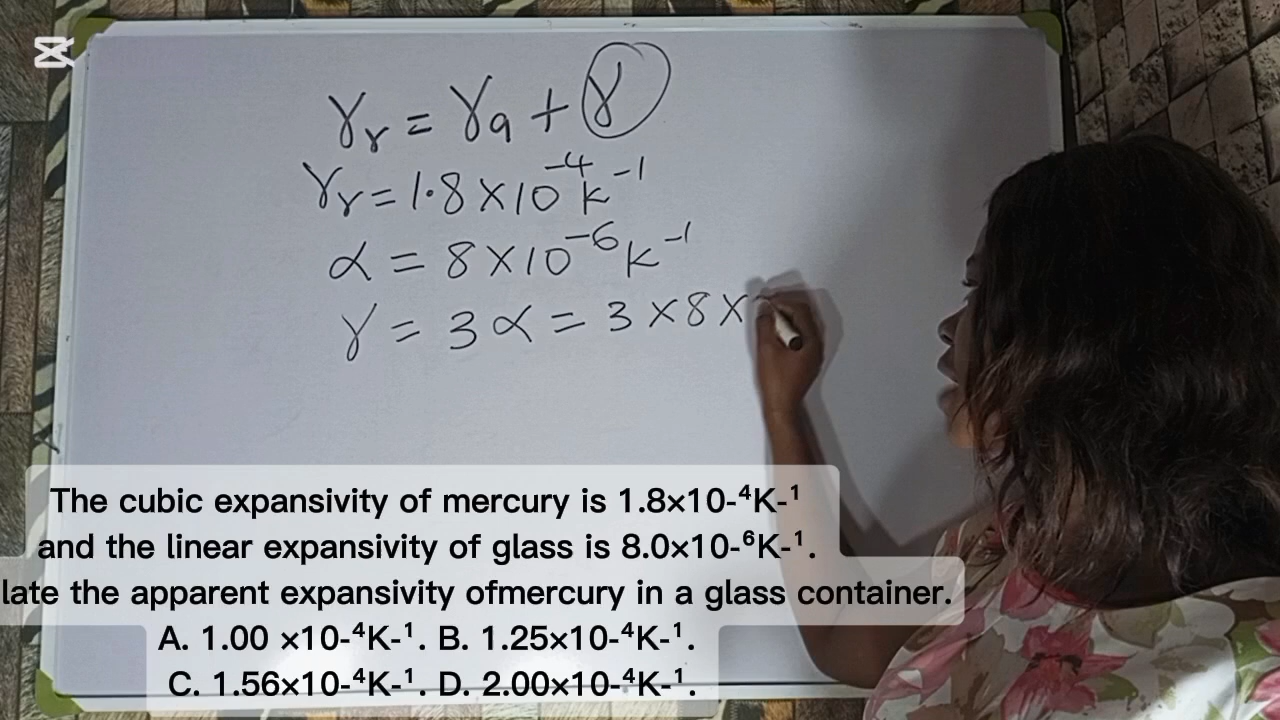 γr = γa + γ
γr = 1.8 × 10⁻⁴ K⁻¹
α = 8 × 10⁻⁶ K⁻¹
γ = 3α = 3 × 8 ×
The cubic expansivity of mercury is 1.8×10-⁴K-¹
and the linear expansivity of glass is 8.0×10-⁶K-¹.
late the apparent expansivity ofmercury in a glass container.
A. 1.00 ×10-⁴K-¹. B. 1.25×10-⁴K-¹.
C. 1.56×10-⁴K-¹. D. 2.00×10-⁴K-¹.